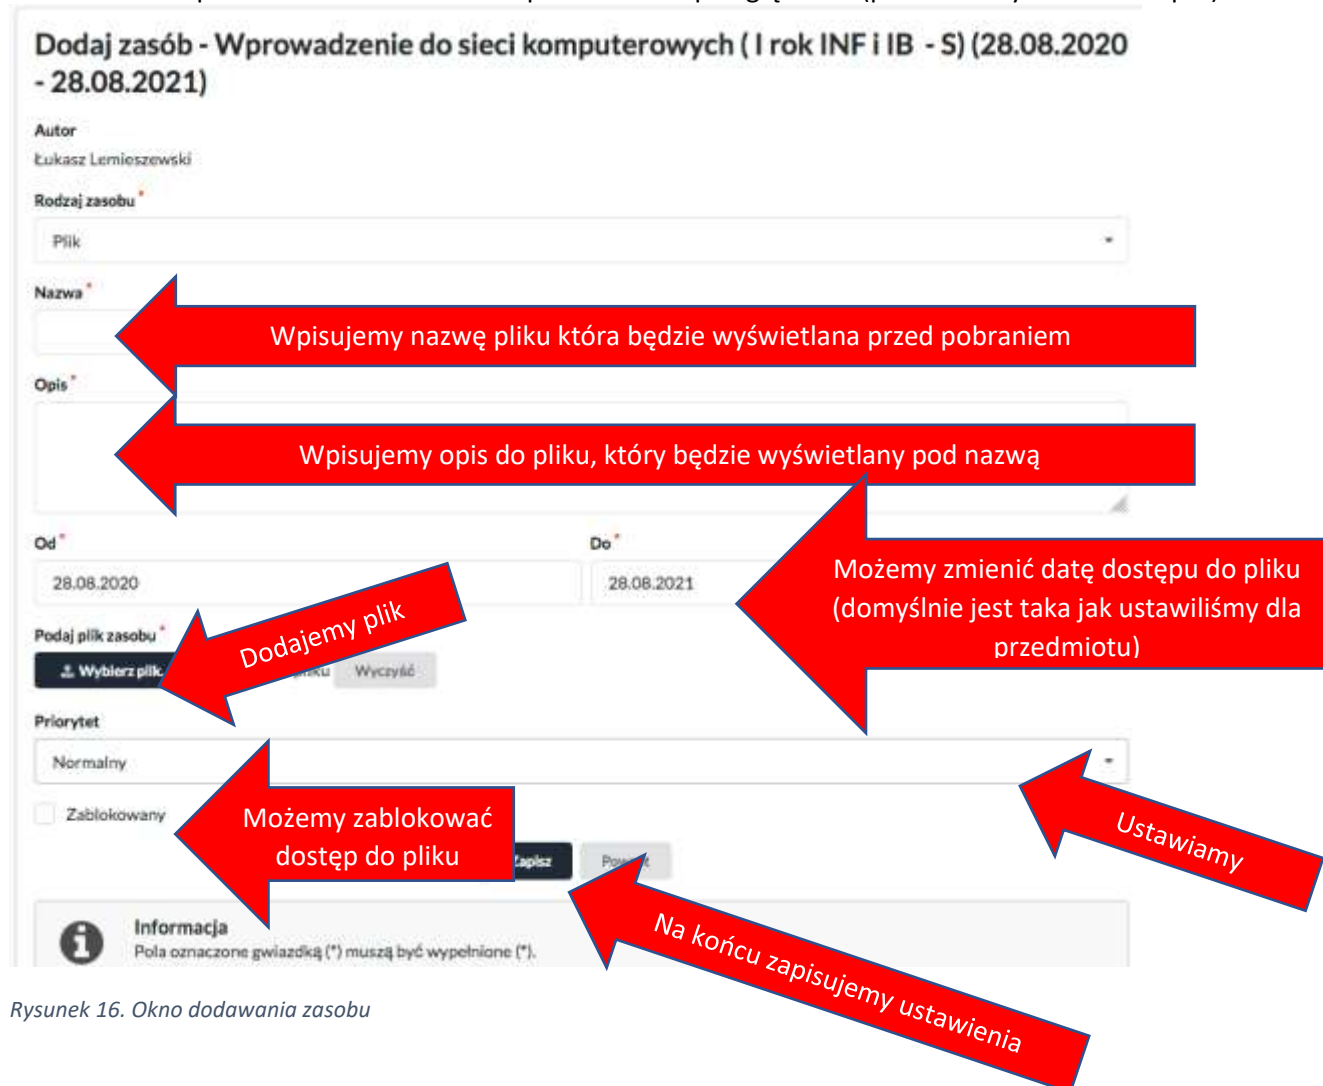 Dodaj zasób - Wprowadzenie do sieci komputerowych ( I rok INF i IB - S) (28.08.2020
- 28.08.2021)
Autor
Łukasz Lemieszewski
Rodzaj zasobu *
Plik
Nazwa *
Wpisujemy nazwę pliku która będzie wyświetlana przed pobraniem
Opis *
Wpisujemy opis do pliku, który będzie wyświetlany pod nazwą
Od *
Do *
28.08.2020
28.08.2021
Możemy zmienić datę dostępu do pliku
(domyślnie jest taka jak ustawiliśmy dla
przedmiotu)
Dodajemy plik
Podaj plik zasobu *
Wybierz plik
Wyczyść
Priorytet
Normalny
Ustawiamy
Zablokowany
Możemy zablokować
dostęp do pliku
Zapisz
Na końcu zapisujemy ustawienia
Informacja
Pola oznaczone gwiazdką (*) muszą być wypełnione (*).
Rysunek 16. Okno dodawania zasobu